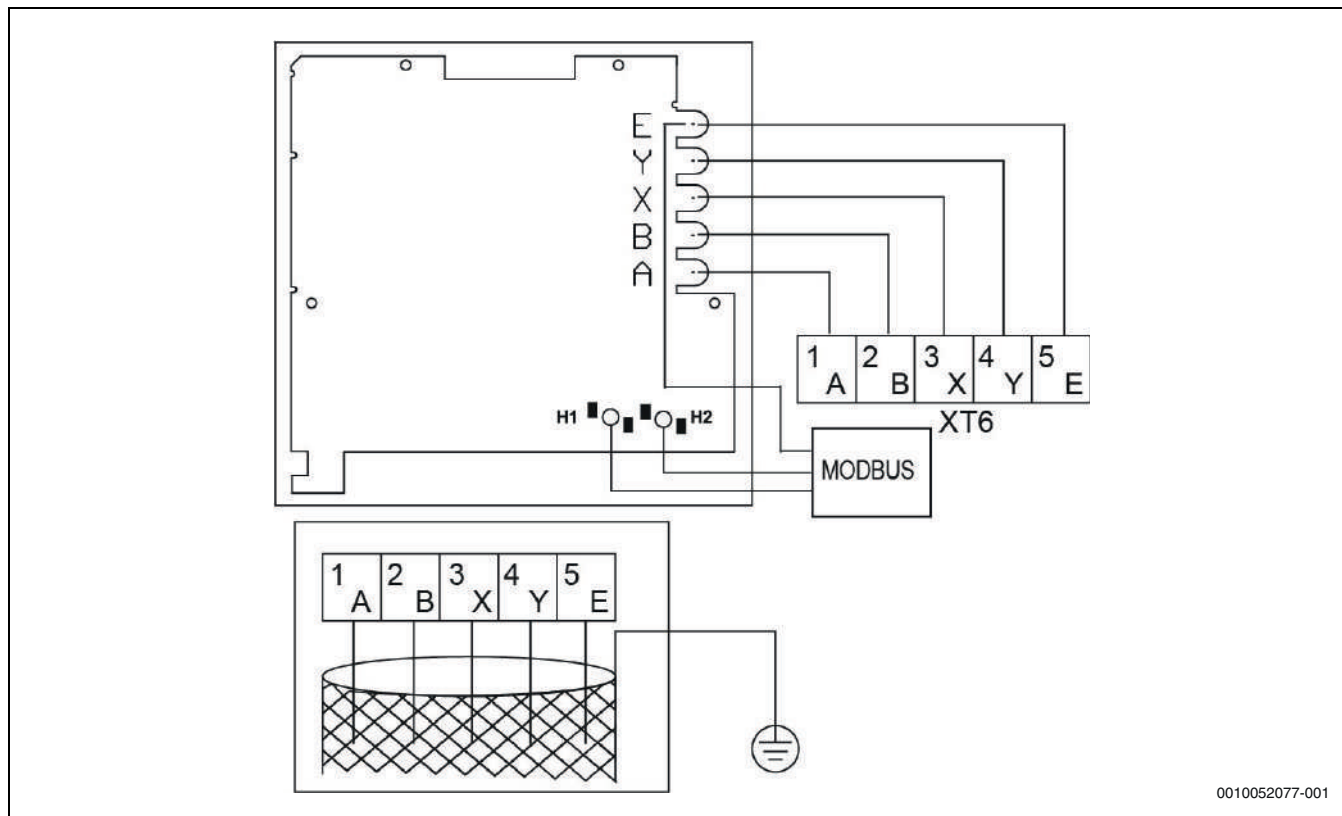 E
Y
X
B
A
1 2 3 4 5
A B X Y E
XT6
H1 H2
MODBUS
1 2 3 4 5
A B X Y E
0010052077-001